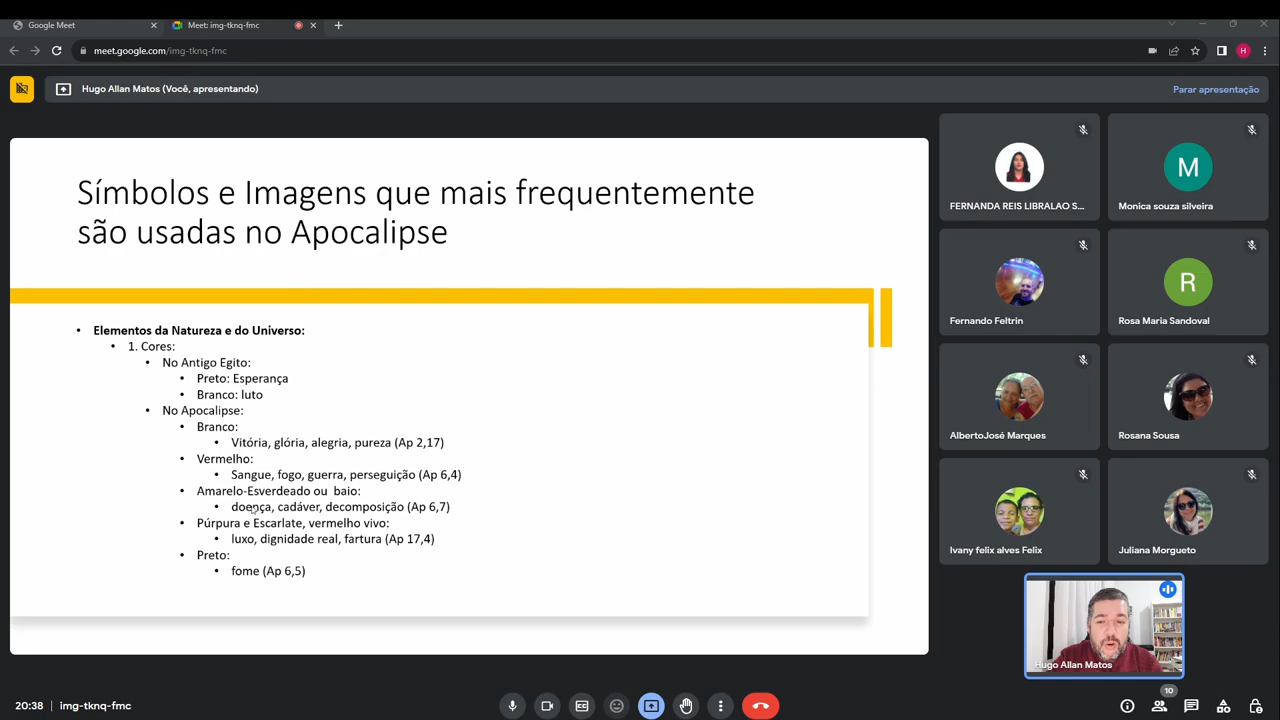 Google Meet
Meet: img-tknq-fmc
meet.google.com/img-tknq-fmc
H
Hugo Allan Matos (Você, apresentando)
Parar apresentação
Símbolos e Imagens que mais frequentemente
são usadas no Apocalipse
• Elementos da Natureza e do Universo:
• 1. Cores:
• No Antigo Egito:
• Preto: Esperança
• Branco: luto
• No Apocalipse:
• Branco:
• Vitória, glória, alegria, pureza (Ap 2,17)
• Vermelho:
• Sangue, fogo, guerra, perseguição (Ap 6,4)
• Amarelo-Esverdeado ou baio:
• doença, cadáver, decomposição (Ap 6,7)
• Púrpura e Escarlate, vermelho vivo:
• luxo, dignidade real, fartura (Ap 17,4)
• Preto:
• fome (Ap 6,5)
FERNANDA REIS LIBRALAO S...
M
Monica souza silveira
Fernando Feltrin
R
Rosa Maria Sandoval
AlbertoJosé Marques
Rosana Sousa
Ivany felix alves Felix
Juliana Morgueto
Hugo Allan Matos
20:38
img-tknq-fmc
10